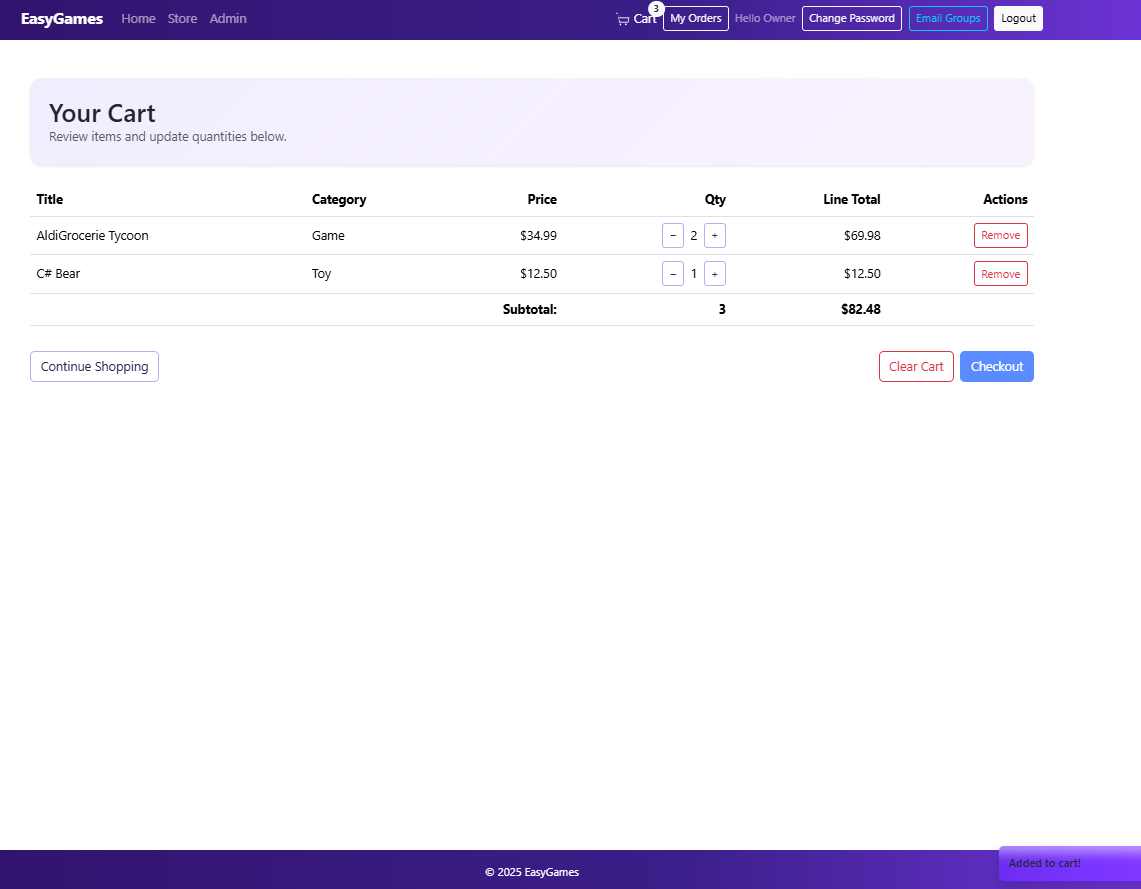 EasyGames Home Store Admin Cart 3 My Orders Hello Owner Change Password Email Groups Logout
Your Cart
Review items and update quantities below.
Title Category Price Qty Line Total Actions
AldiGrocerie Tycoon Game $34.99 − 2 + $69.98 Remove
C# Bear Toy $12.50 − 1 + $12.50 Remove
Subtotal: 3 $82.48
Continue Shopping Clear Cart Checkout
Added to cart!
© 2025 EasyGames